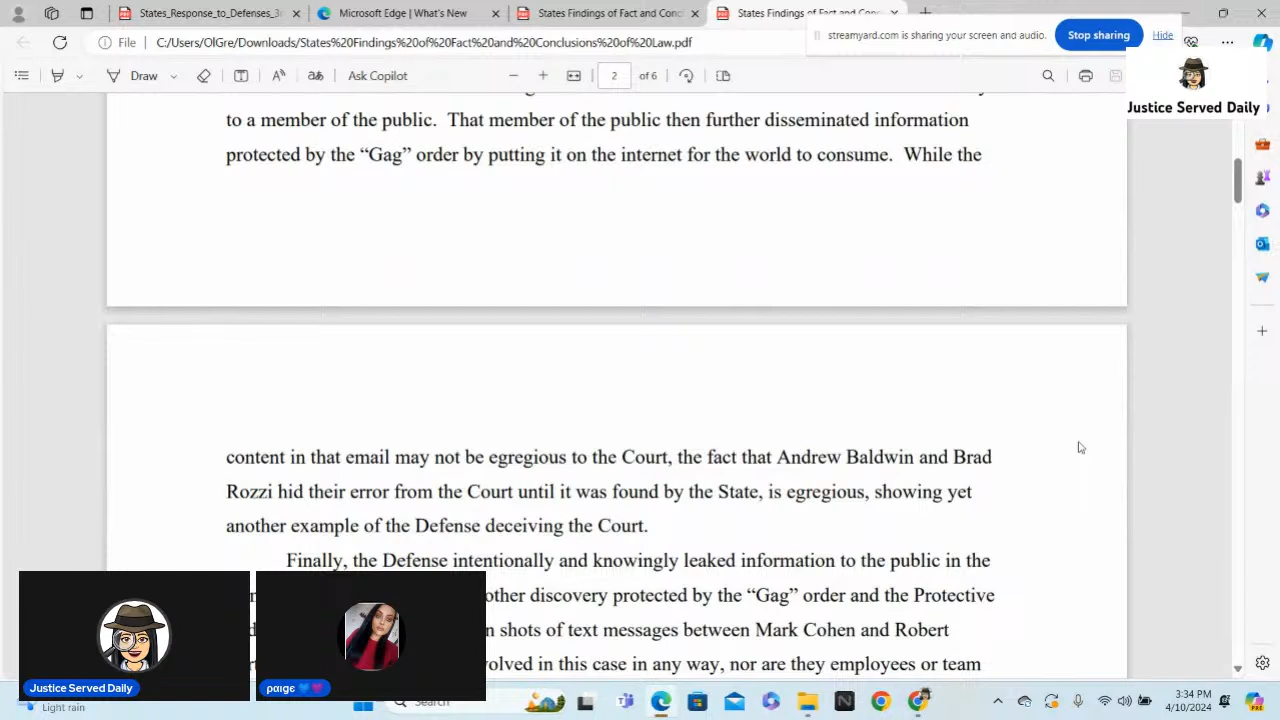 States_Response_to_Defenses_3
Microsoft Edge | What's New
States Findings of Fact and Conc
States Findings of Fact and Conc
streamyard.com is sharing your screen and audio.
Stop sharing
Hide
File
C:/Users/OlGre/Downloads/States%20Findings%20of%20Fact%20and%20Conclusions%20of%20Law.pdf
Draw
Ask Copilot
2
of 6
Justice Served Daily
to a member of the public. That member of the public then further disseminated information
protected by the “Gag” order by putting it on the internet for the world to consume. While the
content in that email may not be egregious to the Court, the fact that Andrew Baldwin and Brad
Rozzi hid their error from the Court until it was found by the State, is egregious, showing yet
another example of the Defense deceiving the Court.
Finally, the Defense intentionally and knowingly leaked information to the public in the
other discovery protected by the “Gag” order and the Protective
n shots of text messages between Mark Cohen and Robert
volved in this case in any way, nor are they employees or team
Justice Served Daily
ραιgє 💙💜
Light rain
Search
3:34 PM
4/10/2024